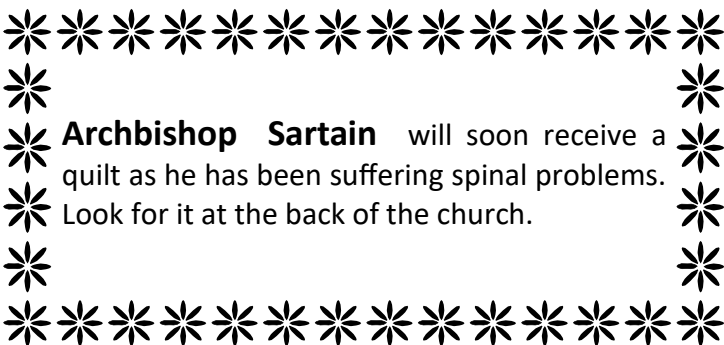 Archbishop Sartain will soon receive a
quilt as he has been suffering spinal problems.
Look for it at the back of the church.